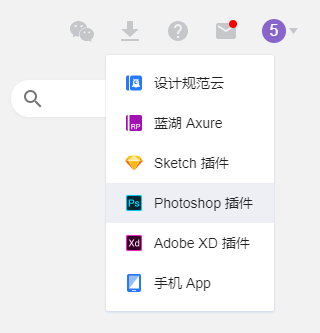 5
设计规范云
RP
蓝湖 Axure
Sketch 插件
Ps
Photoshop 插件
Xd
Adobe XD 插件
手机 App